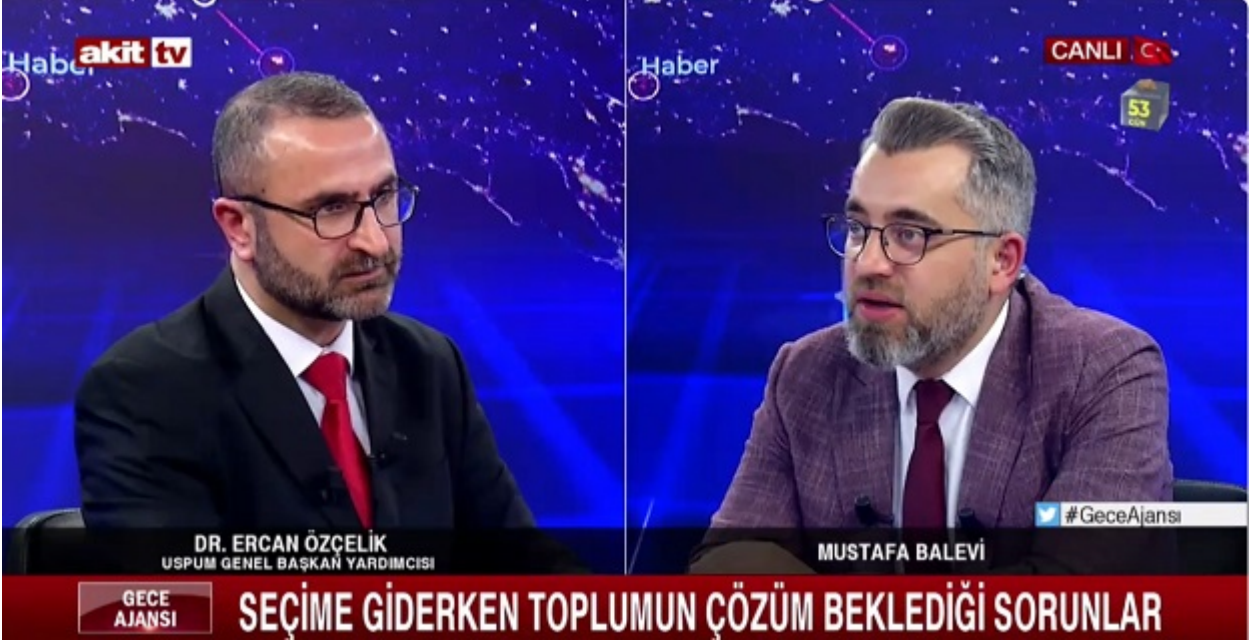 akit tv
Haber
Haber
CANLI
53
GÜN
#GeceAjansı
DR. ERCAN ÖZÇELİK
USPUM GENEL BAŞKAN YARDIMCISI
MUSTAFA BALEVİ
GECE
AJANSI
SEÇİME GİDERKEN TOPLUMUN ÇÖZÜM BEKLEDİĞİ SORUNLAR